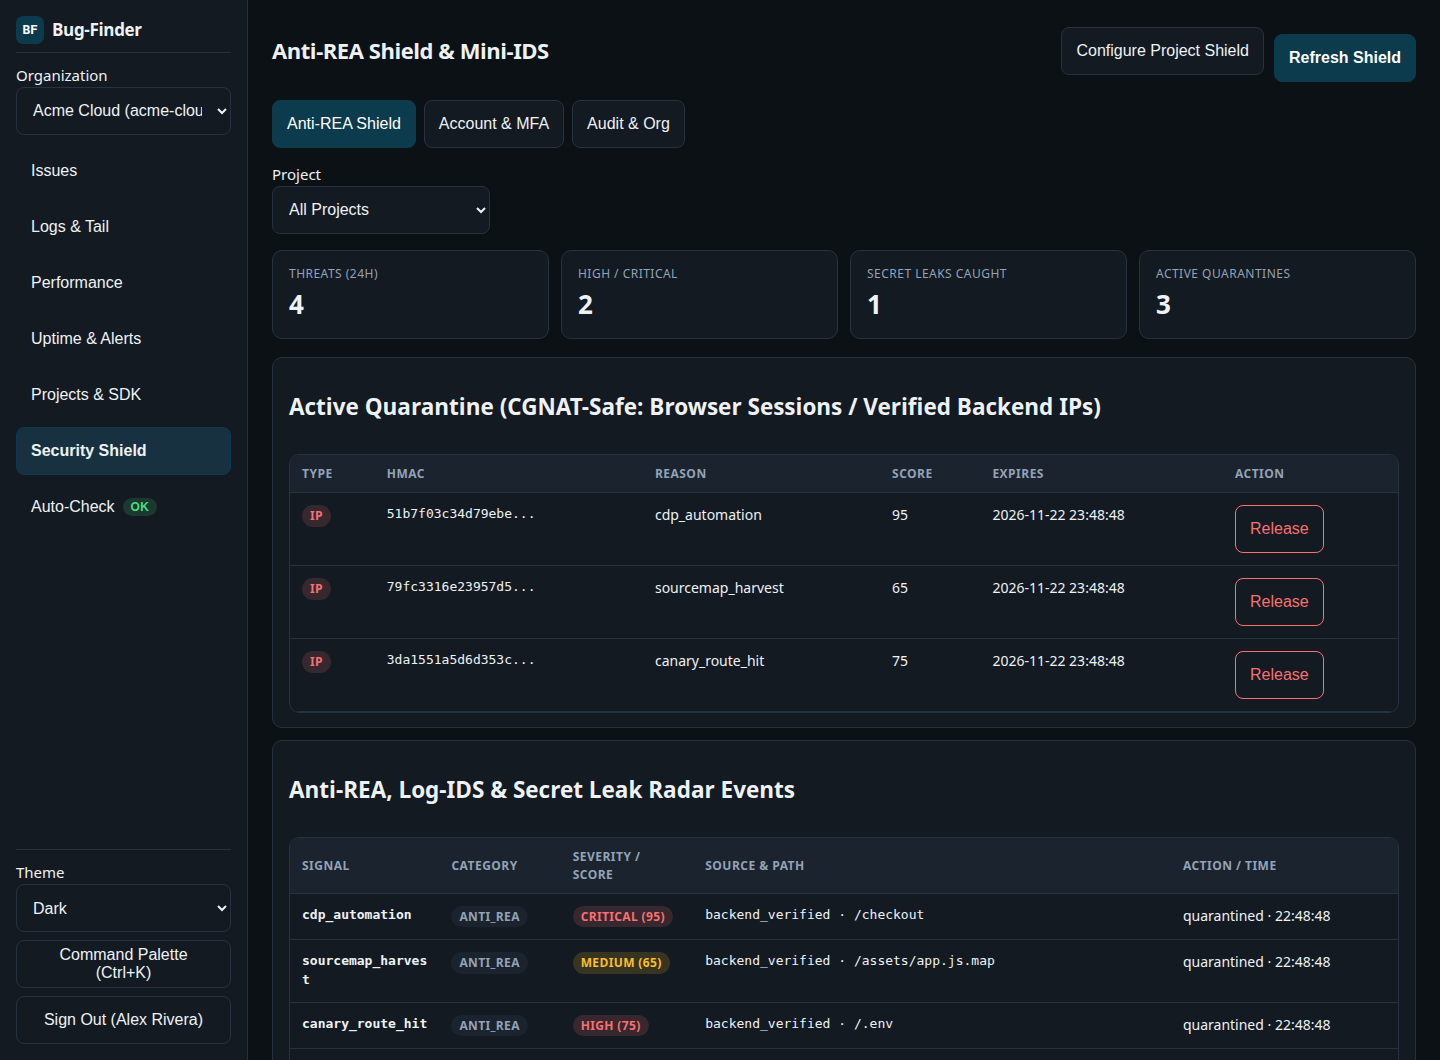 BF Bug-Finder
Organization
Acme Cloud (acme-clou
Issues
Logs & Tail
Performance
Uptime & Alerts
Projects & SDK
Security Shield
Auto-Check OK
Theme
Dark
Command Palette
(Ctrl+K)
Sign Out (Alex Rivera)
Anti-REA Shield & Mini-IDS
Configure Project Shield
Refresh Shield
Anti-REA Shield
Account & MFA
Audit & Org
Project
All Projects
THREATS (24H)
4
HIGH / CRITICAL
2
SECRET LEAKS CAUGHT
1
ACTIVE QUARANTINES
3
Active Quarantine (CGNAT-Safe: Browser Sessions / Verified Backend IPs)
TYPE HMAC REASON SCORE EXPIRES ACTION
IP 51b7f03c34d79ebe... cdp_automation 95 2026-11-22 23:48:48 Release
IP 79fc3316e23957d5... sourcemap_harvest 65 2026-11-22 23:48:48 Release
IP 3da1551a5d6d353c... canary_route_hit 75 2026-11-22 23:48:48 Release
Anti-REA, Log-IDS & Secret Leak Radar Events
SIGNAL CATEGORY SEVERITY / SCORE SOURCE & PATH ACTION / TIME
cdp_automation ANTI_REA CRITICAL (95) backend_verified · /checkout quarantined · 22:48:48
sourcemap_harves
t ANTI_REA MEDIUM (65) backend_verified · /assets/app.js.map quarantined · 22:48:48
canary_route_hit ANTI_REA HIGH (75) backend_verified · /.env quarantined · 22:48:48